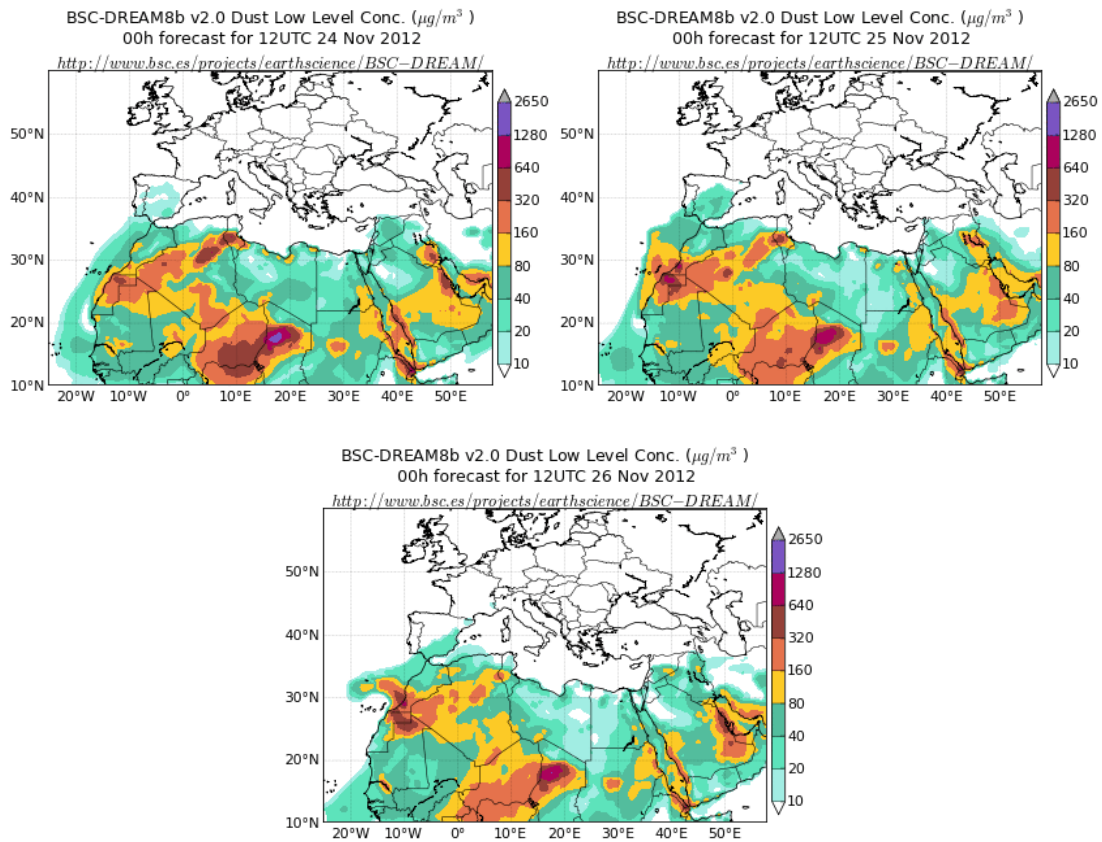 BSC-DREAM8b v2.0 Dust Low Level Conc. (μg/m³ )
00h forecast for 12UTC 24 Nov 2012
http://www.bsc.es/projects/earthscience/BSC−DREAM/
50°N
40°N
30°N
20°N
10°N
20°W
10°W
0°
10°E
20°E
30°E
40°E
50°E
2650
1280
640
320
160
80
40
20
10
BSC-DREAM8b v2.0 Dust Low Level Conc. (μg/m³ )
00h forecast for 12UTC 25 Nov 2012
http://www.bsc.es/projects/earthscience/BSC−DREAM/
50°N
40°N
30°N
20°N
10°N
20°W
10°W
0°
10°E
20°E
30°E
40°E
50°E
2650
1280
640
320
160
80
40
20
10
BSC-DREAM8b v2.0 Dust Low Level Conc. (μg/m³ )
00h forecast for 12UTC 26 Nov 2012
http://www.bsc.es/projects/earthscience/BSC−DREAM/
50°N
40°N
30°N
20°N
10°N
20°W
10°W
0°
10°E
20°E
30°E
40°E
50°E
2650
1280
640
320
160
80
40
20
10